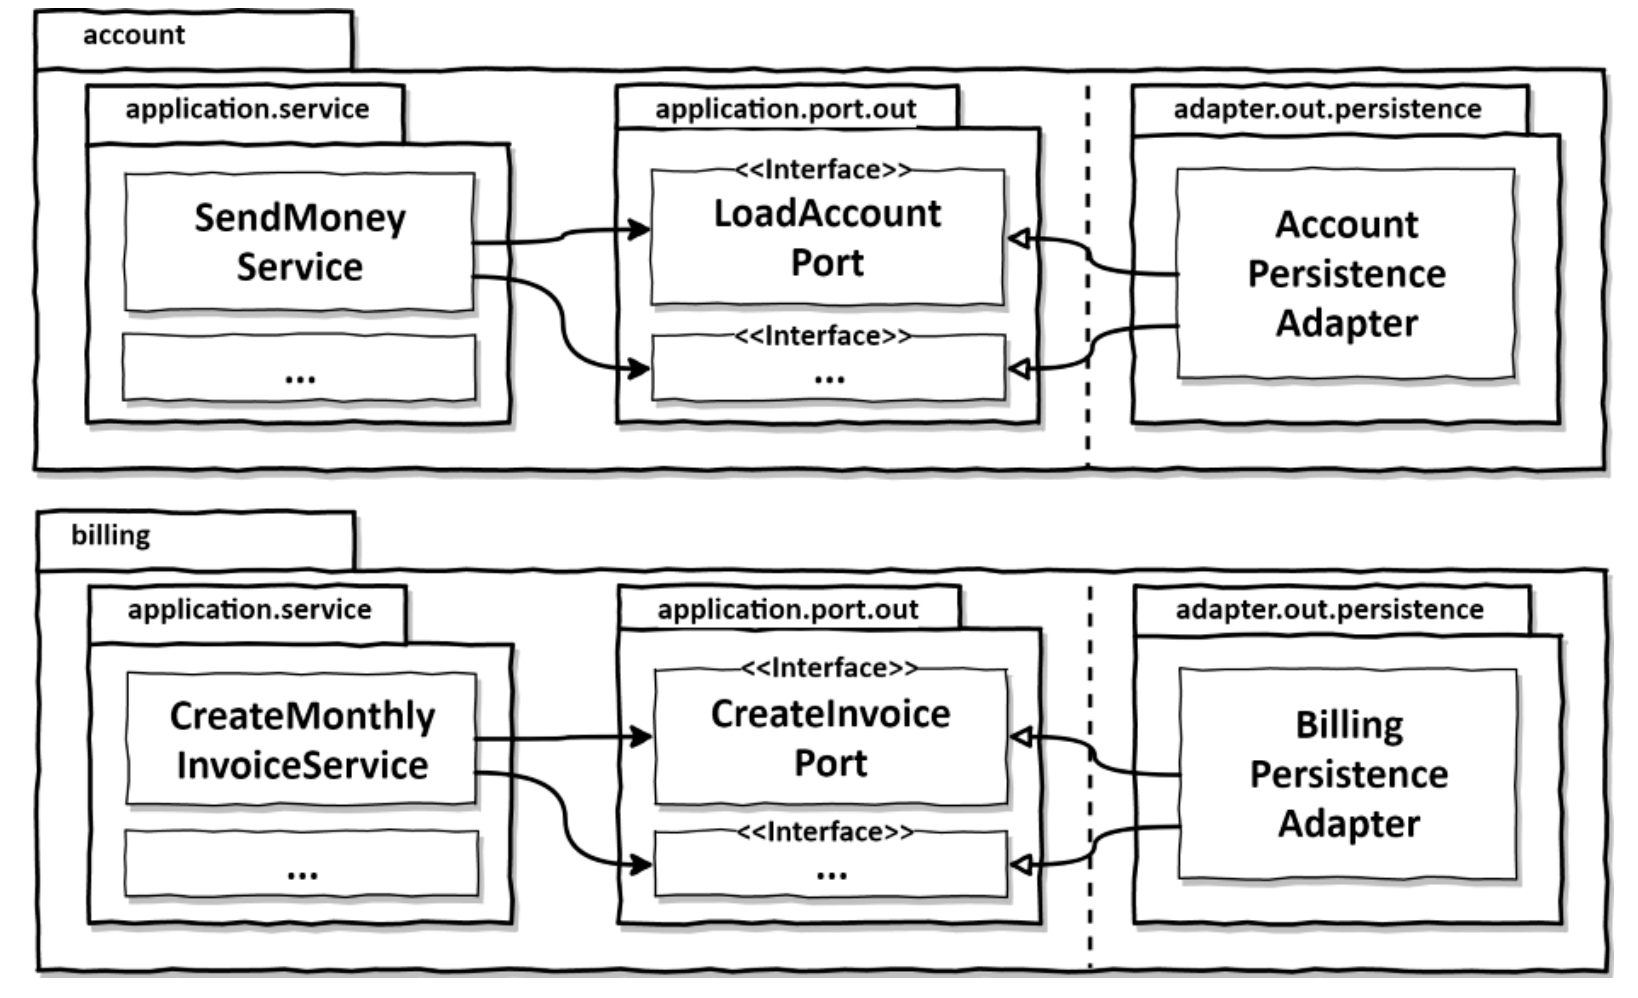 account
application.service
application.port.out
adapter.out.persistence
SendMoney
Service
...
<<Interface>>
LoadAccount
Port
<<Interface>>
...
Account
Persistence
Adapter
billing
application.service
application.port.out
adapter.out.persistence
CreateMonthly
InvoiceService
...
<<Interface>>
CreateInvoice
Port
<<Interface>>
...
Billing
Persistence
Adapter